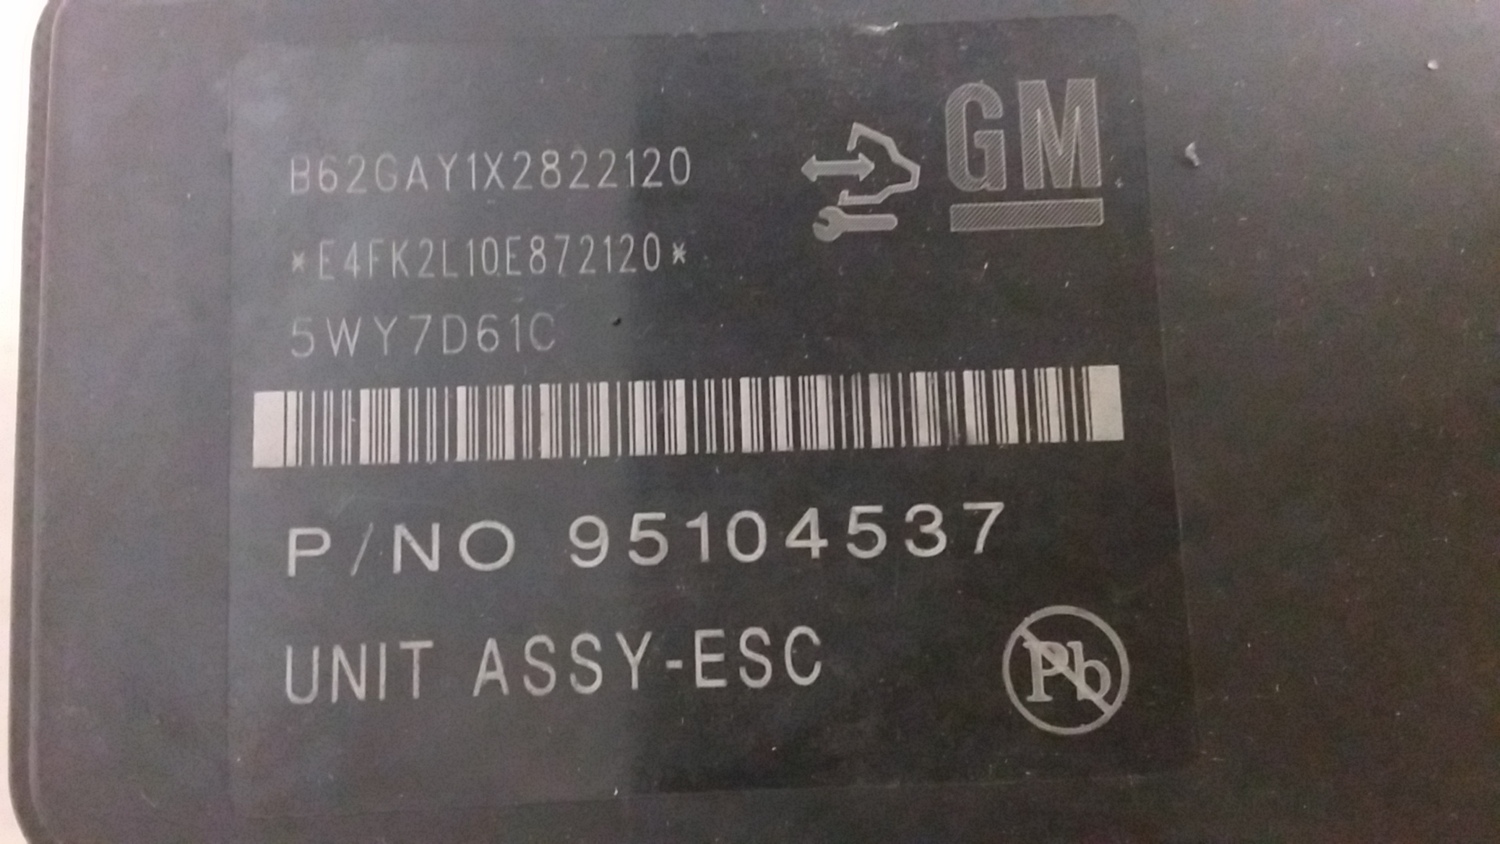 B62GAY1X2822120
GM
*E4FK2L10E872120*
5WY7D61C
P/NO 95104537
UNIT ASSY-ESC
Pb